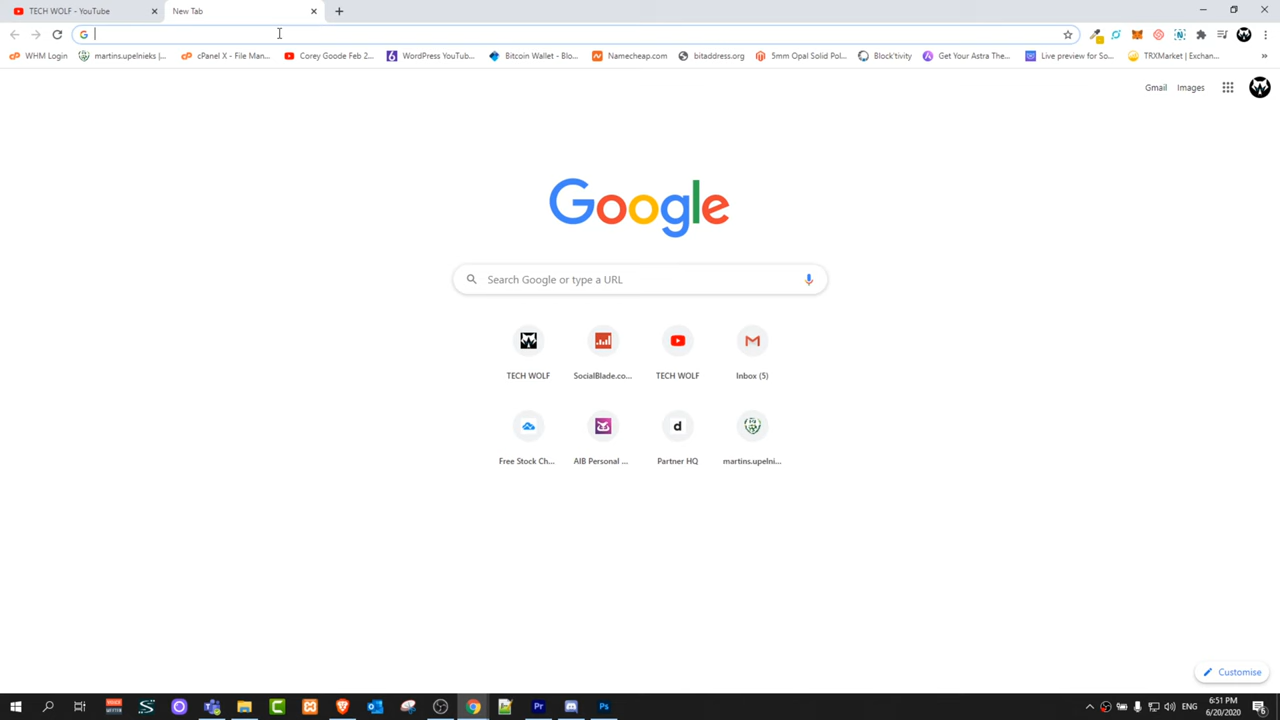 TECH WOLF - YouTube
New Tab
WHM Login
martins.upelnieks |...
cPanel X - File Man...
Corey Goode Feb 2...
WordPress YouTub...
Bitcoin Wallet - Blo...
Namecheap.com
bitaddress.org
5mm Opal Solid Pol...
Block'tivity
Get Your Astra The...
Live preview for So...
TRXMarket | Exchan...
Gmail
Images
Google
Search Google or type a URL
TECH WOLF
SocialBlade.co...
TECH WOLF
Inbox (5)
Free Stock Ch...
AIB Personal ...
Partner HQ
martins.upelni...
Customise
ENG
6:51 PM
6/20/2020